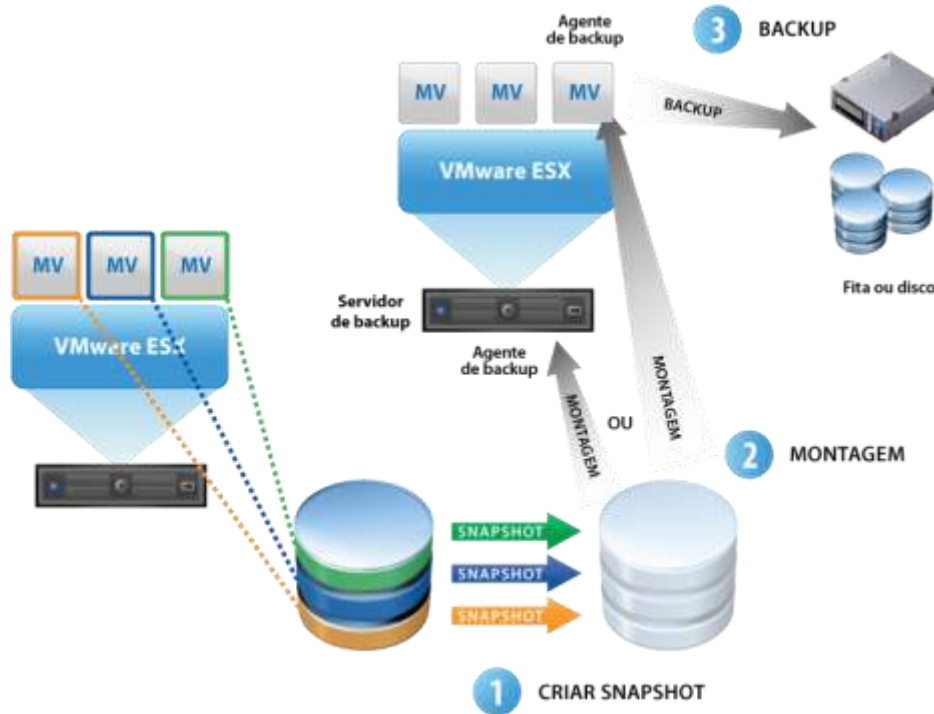 Agente
de backup
3 BACKUP
MV MV MV
BACKUP
VMware ESX
Fita ou disco
MV MV MV
VMware ESX
Servidor
de backup
Agente
de backup
MONTAGEM
OU
MONTAGEM
2 MONTAGEM
SNAPSHOT
SNAPSHOT
SNAPSHOT
1 CRIAR SNAPSHOT